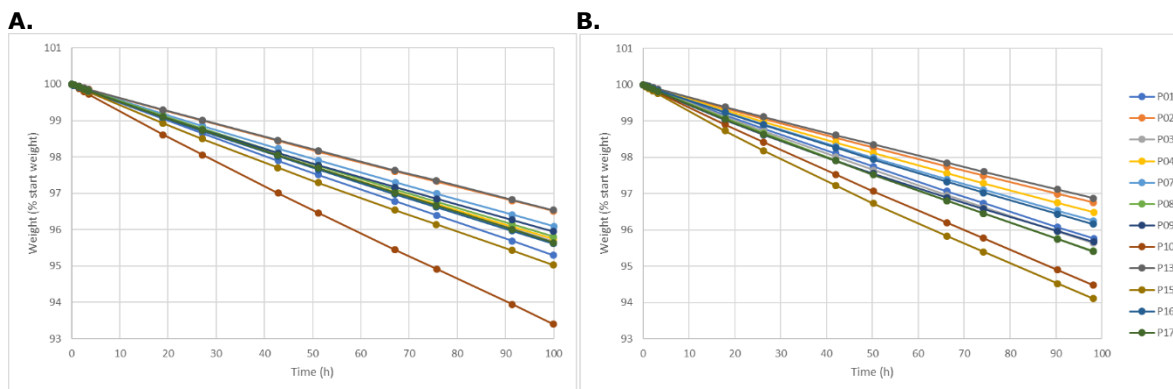 A.
B.
101
100
99
98
97
96
95
94
93
0 10 20 30 40 50 60 70 80 90 100
Time (h)
Weight (% start weight)
101
100
99
98
97
96
95
94
93
0 10 20 30 40 50 60 70 80 90 100
Time (h)
Weight (% start weight)
P01
P02
P03
P04
P07
P08
P09
P10
P13
P15
P16
P17